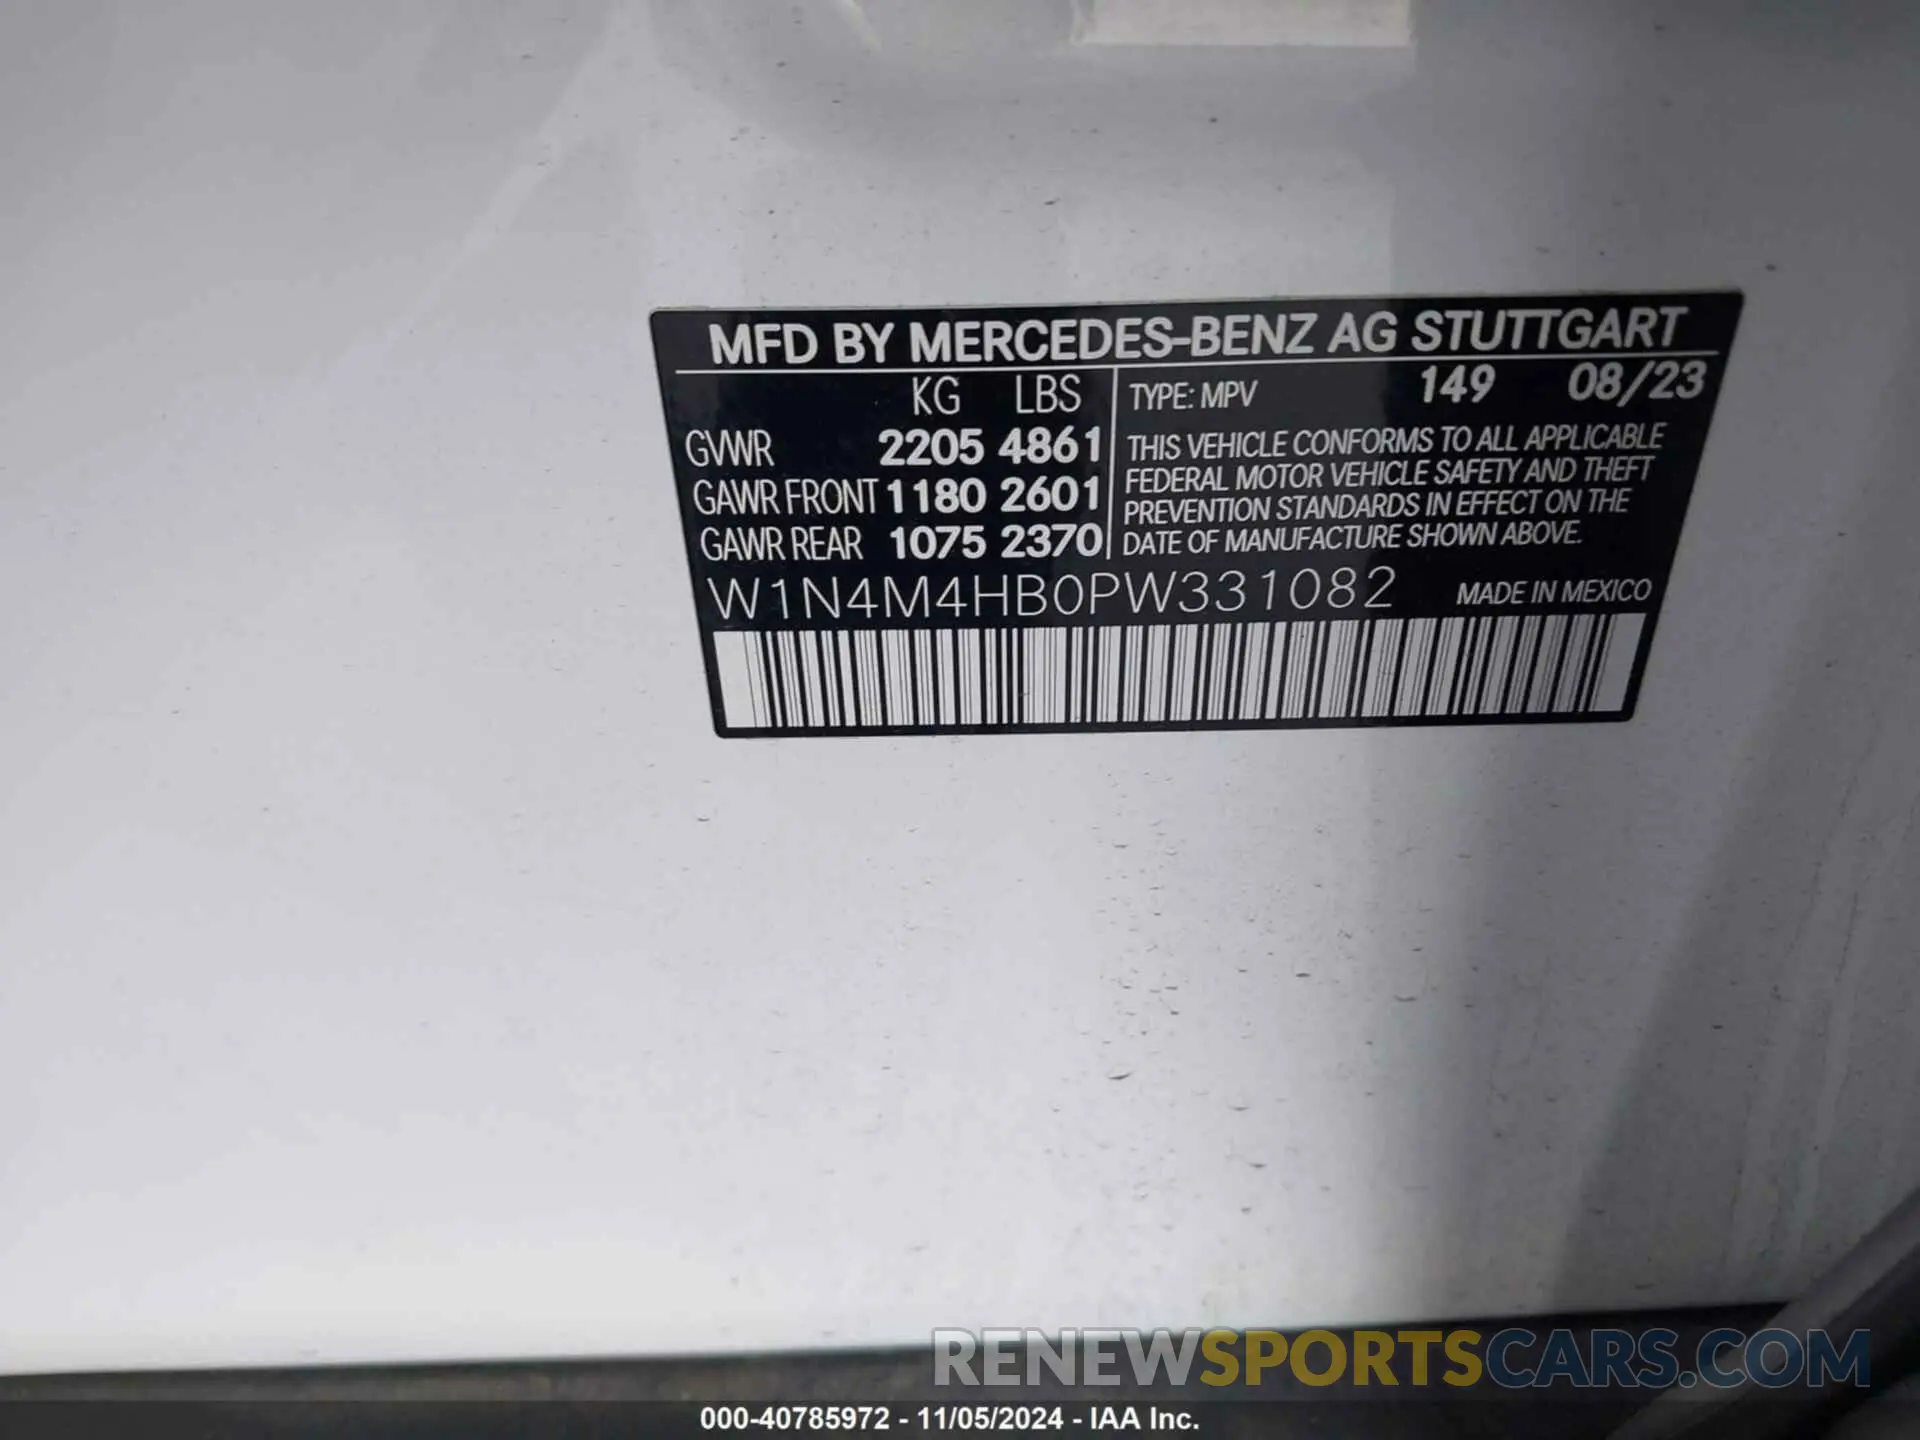 MFD BY MERCEDES-BENZ AG STUTTGART
KG LBS
GVWR 2205 4861
GAWR FRONT 1180 2601
GAWR REAR 1075 2370
TYPE: MPV 149 08/23
THIS VEHICLE CONFORMS TO ALL APPLICABLE
FEDERAL MOTOR VEHICLE SAFETY AND THEFT
PREVENTION STANDARDS IN EFFECT ON THE
DATE OF MANUFACTURE SHOWN ABOVE.
W1N4M4HB0PW331082 MADE IN MEXICO
RENEWSPORTSCARS.COM
000-40785972 - 11/05/2024 - IAA Inc.